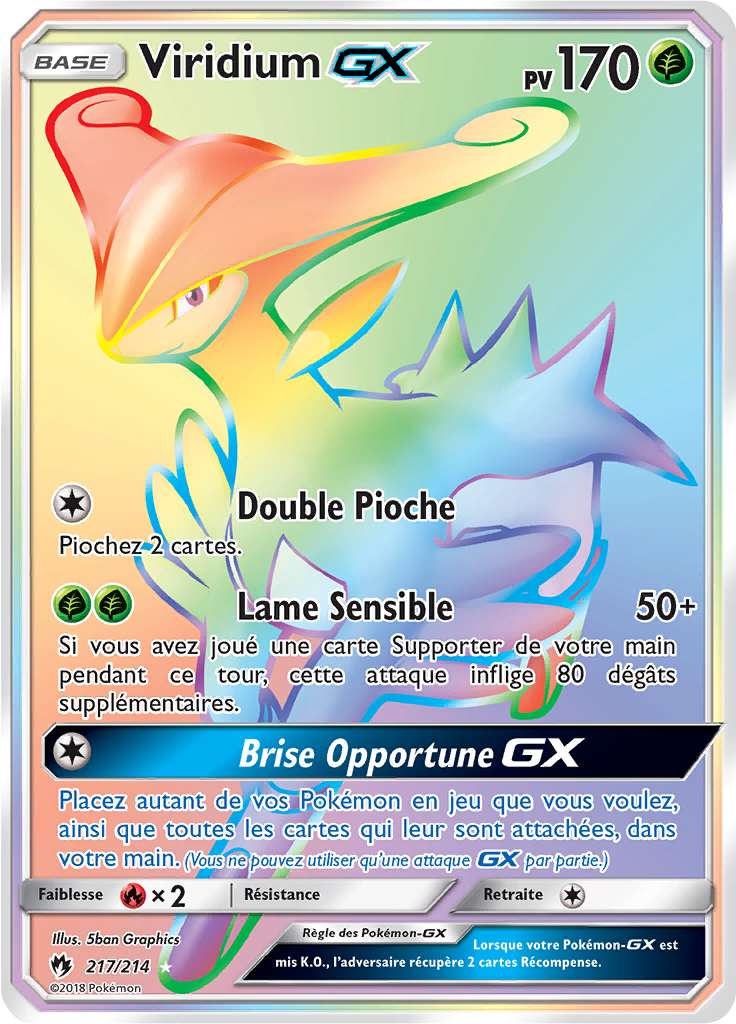 BASE Viridium GX PV 170
Double Pioche
Piochez 2 cartes.
Lame Sensible 50+
Si vous avez joué une carte Supporter de votre main
pendant ce tour, cette attaque inflige 80 dégâts
supplémentaires.
Brise Opportune GX
Placez autant de vos Pokémon en jeu que vous voulez,
ainsi que toutes les cartes qui leur sont attachées, dans
votre main. (Vous ne pouvez utiliser qu'une attaque GX par partie.)
Faiblesse × 2 Résistance Retraite
Illus. 5ban Graphics
217/214
©2018 Pokémon
Règle des Pokémon-GX
Lorsque votre Pokémon-GX est
mis K.O., l'adversaire récupère 2 cartes Récompense.